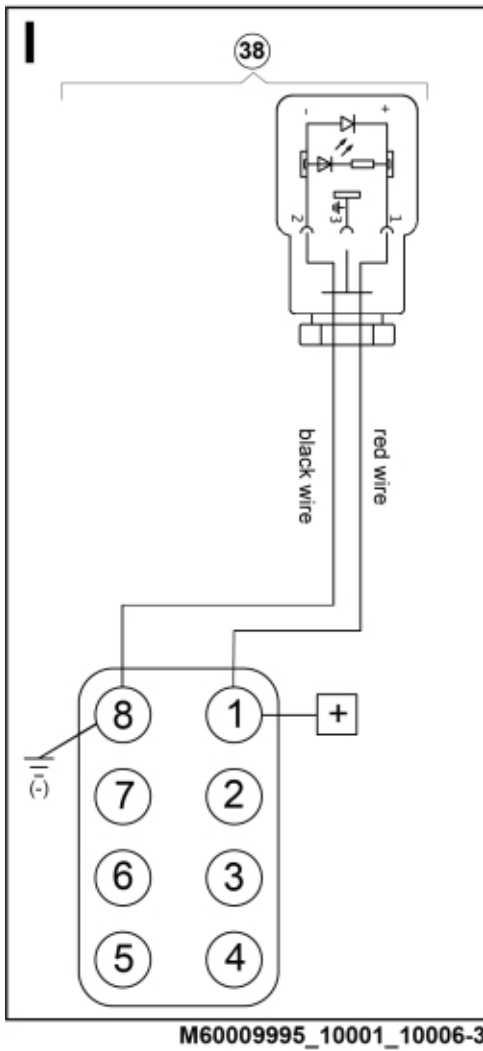 I
38
- +
2 3 1
black wire
red wire
8 1 +
(-)
7 2
6 3
5 4
M60009995_10001_10006-3